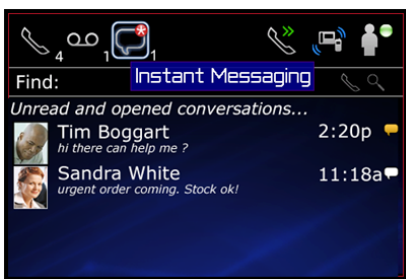 4 1 1
Find: Instant Messaging
Unread and opened conversations...
Tim Boggart 2:20p
hi there can help me ?
Sandra White 11:18a
urgent order coming. Stock ok!